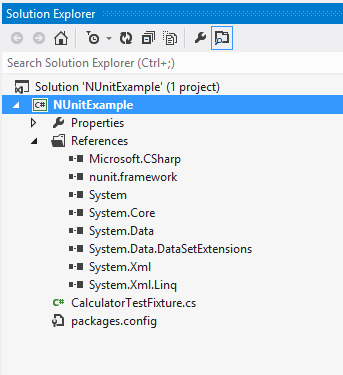 Solution Explorer
Search Solution Explorer (Ctrl+;)
Solution 'NUnitExample' (1 project)
C# NUnitExample
Properties
References
Microsoft.CSharp
nunit.framework
System
System.Core
System.Data
System.Data.DataSetExtensions
System.Xml
System.Xml.Linq
C# CalculatorTestFixture.cs
packages.config